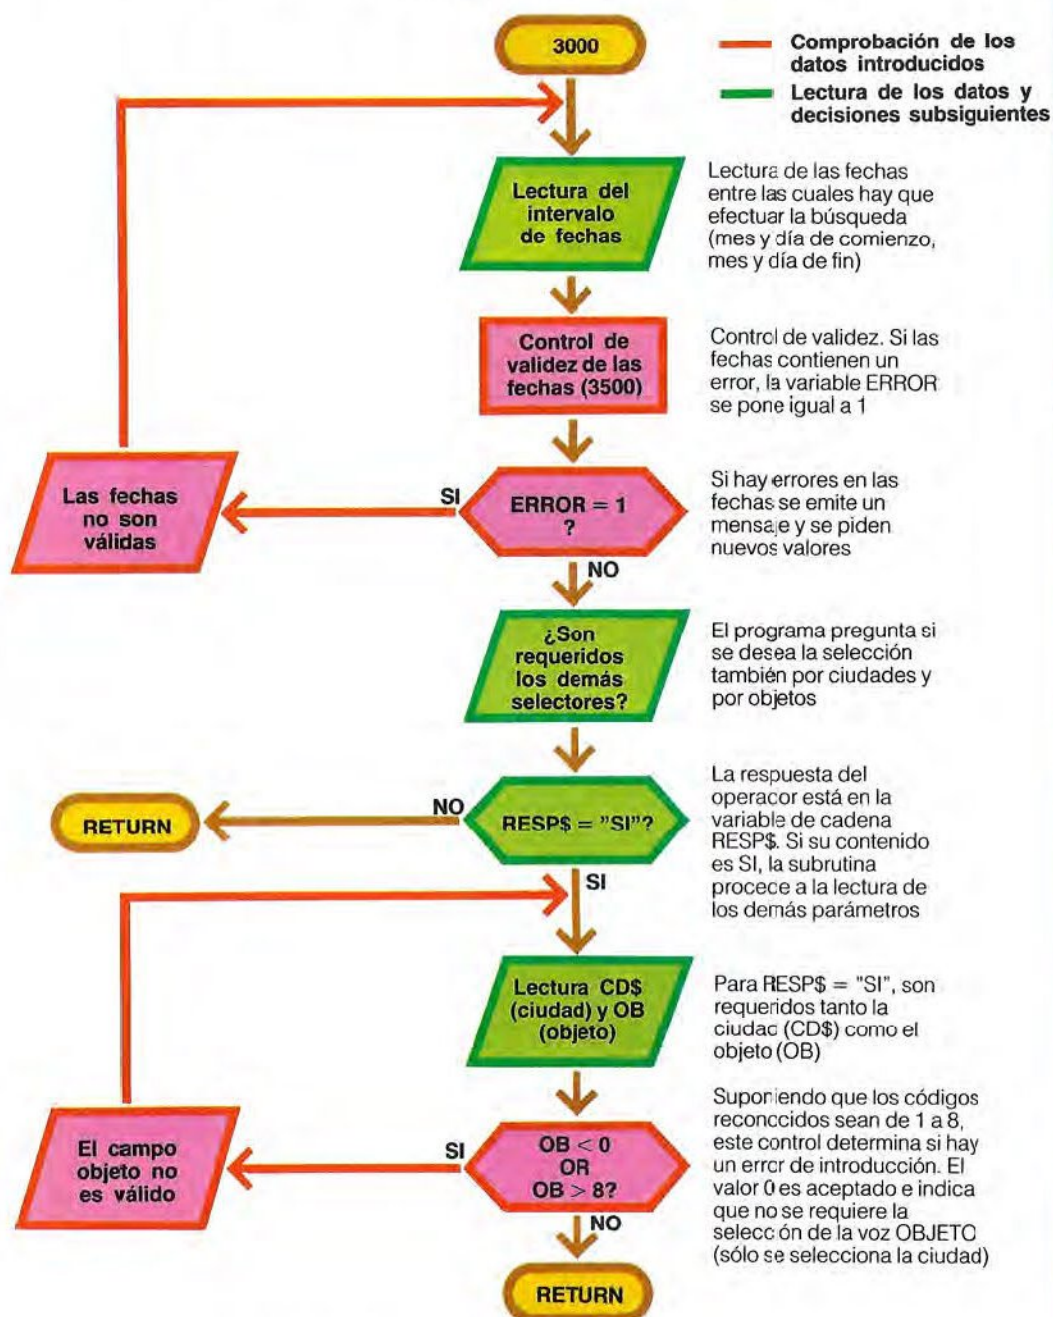 3000
Comprobación de los
datos introducidos
Lectura de los datos y
decisiones subsiguientes
Lectura del
intervalo
de fechas
Lectura de las fechas
entre las cuales hay que
efectuar la búsqueda
(mes y día de comienzo,
mes y día de fin)
Control de
validez de las
fechas (3500)
Control de validez. Si las
fechas contienen un
error, la variable ERROR
se pone igual a 1
Las fechas
no son
válidas
SI
ERROR = 1
?
NO
Si hay errores en las
fechas se emite un
mensaje y se piden
nuevos valores
¿Son
requeridos
los demás
selectores?
El programa pregunta si
se desea la selección
también por ciudades y
por objetos
RETURN
NO
RESP$ = "SI"?
SI
La respuesta del
operacor está en la
variable de cadena
RESP$. Si su contenido
es SI, la subrutina
procece a la lectura de
los demás parámetros
Lectura CD$
(ciudad) y OB
(objeto)
Para RESP$ = "SI", son
requeridos tanto la
ciudad (CD$) como el
objeto (OB)
El campo
objeto no
es válido
SI
OB < 0
OR
OB > 8?
NO
Suponiendo que los códigos
reconccidos sean de 1 a 8,
este control determina si hay
un error de introducción. El
valor 0 es aceptado e indica
que no se requiere la
selección de la voz OBJETO
(sólo se selecciona la ciudad)
RETURN